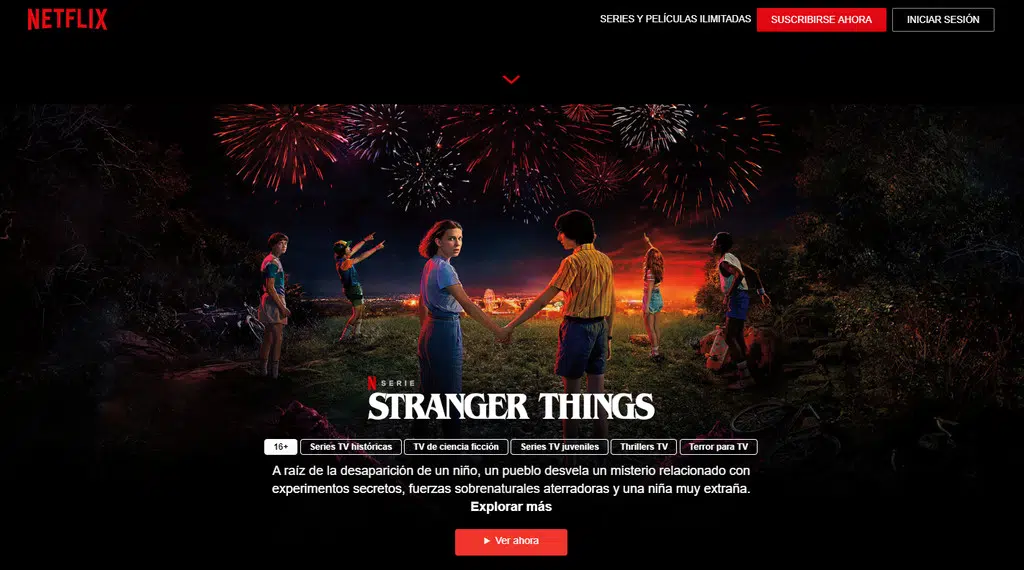 NETFLIX
SERIES Y PELÍCULAS ILIMITADAS
SUSCRIBIRSE AHORA
INICIAR SESIÓN
N SERIE
STRANGER THINGS
16+ Series TV históricas TV de ciencia ficción Series TV juveniles Thrillers TV Terror para TV
A raíz de la desaparición de un niño, un pueblo desvela un misterio relacionado con
experimentos secretos, fuerzas sobrenaturales aterradoras y una niña muy extraña.
Explorar más
Ver ahora